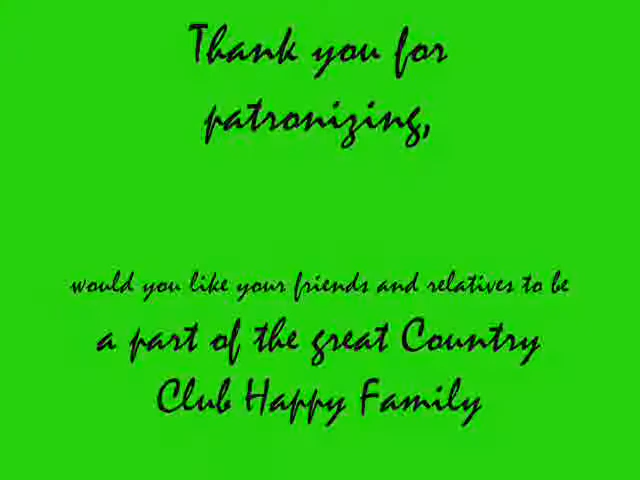 Thank you for
patronizing,
would you like your friends and relatives to be
a part of the great Country
Club Happy Family